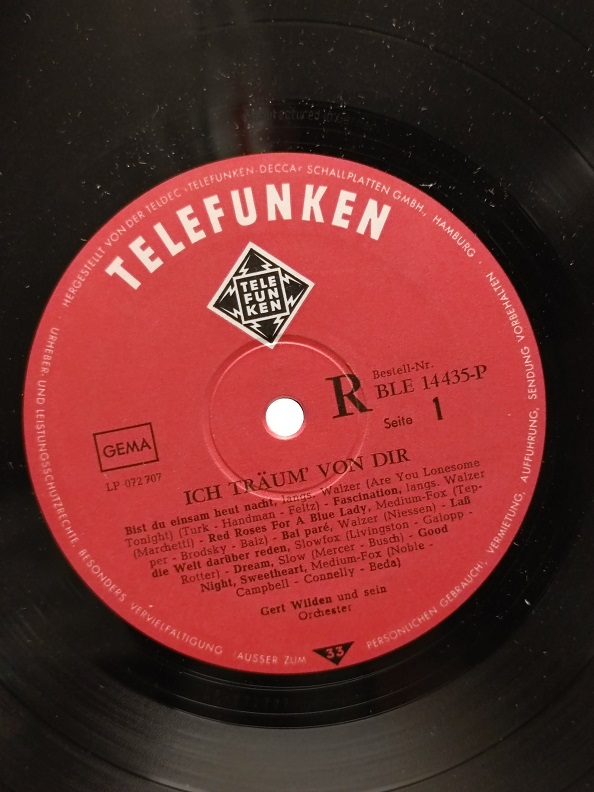 HERGESTELLT VON DER TELDEC »TELEFUNKEN-DECCA« SCHALLPLATTEN GMBH., HAMBURG · URHEBER- UND LEISTUNGSSCHUTZRECHTE, BESONDERS VERVIELFÄLTIGUNG (AUSSER ZUM PERSÖNLICHEN GEBRAUCH), VERMIETUNG, AUFFÜHRUNG, SENDUNG VORBEHALTEN ·
TELEFUNKEN
TELE
FUN
KEN
R
Bestell-Nr.
BLE 14435-P
Seite 1
GEMA
LP 072 707
ICH TRÄUM' VON DIR
Bist du einsam heut nacht, langs. Walzer (Are You Lonesome
Tonight) (Turk - Handman - Feltz) - Fascination, langs. Walzer
(Marchetti) - Red Roses For A Blue Lady, Medium-Fox (Tep-
per - Brodsky - Balz) - Bal paré, Walzer (Niessen) - Laß
die Welt darüber reden, Slowfox (Livingston - Galopp -
Rotter) - Dream, Slow (Mercer - Busch) - Good
Night, Sweetheart, Medium-Fox (Noble -
Campbell - Connelly - Beda)
Gert Wilden und sein
Orchester
33